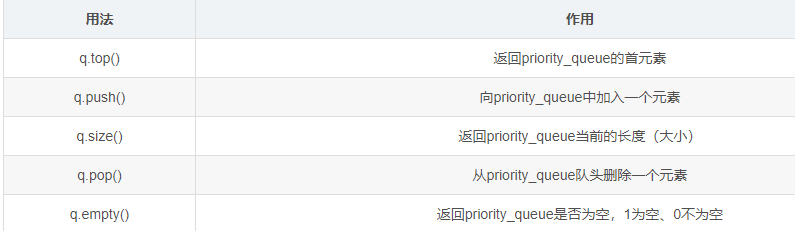 用法 作用
q.top() 返回priority_queue的首元素
q.push() 向priority_queue中加入一个元素
q.size() 返回priority_queue当前的长度（大小）
q.pop() 从priority_queue队头删除一个元素
q.empty() 返回priority_queue是否为空，1为空、0不为空